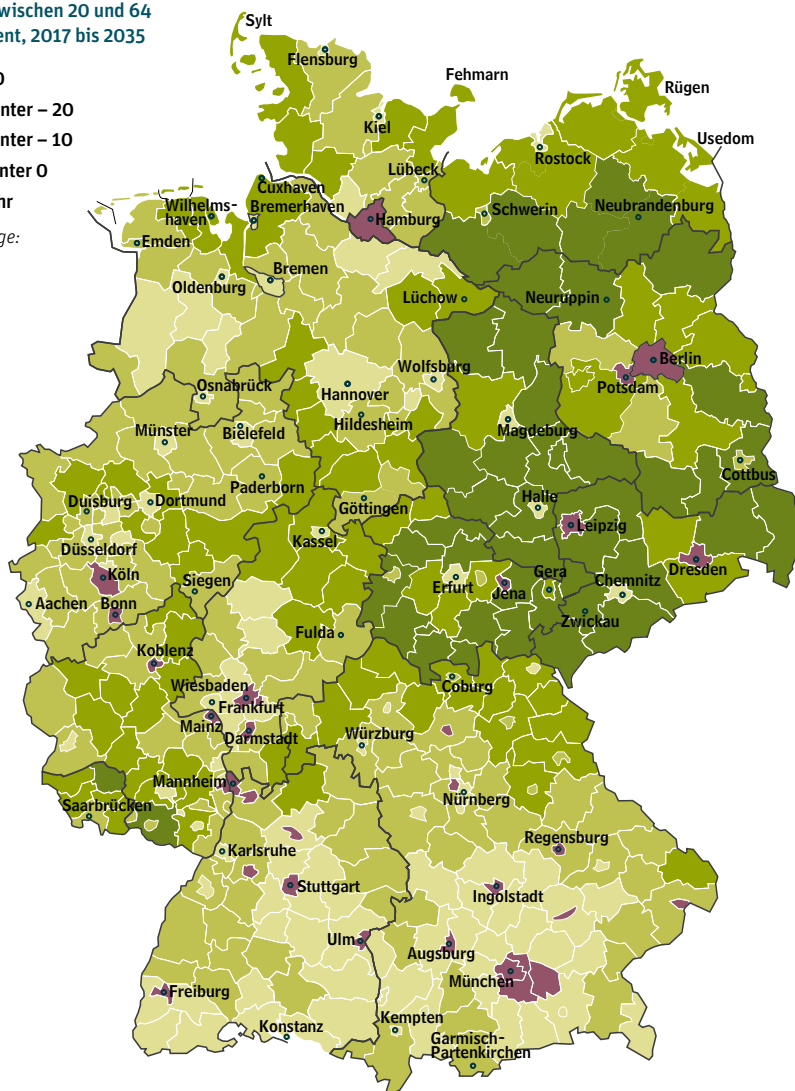 wischen 20 und 64
ent, 2017 bis 2035
0
nter – 20
nter – 10
nter 0
hr
ge:
Sylt
Flensburg
Fehmarn
Rügen
Kiel
Usedom
Rostock
Lübeck
Cuxhaven
Wilhelms-
haven
Bremerhaven
Hamburg
Schwerin
Neubrandenburg
Emden
Bremen
Oldenburg
Lüchow
Neuruppin
Berlin
Wolfsburg
Osnabrück
Hannover
Potsdam
Hildesheim
Münster
Bielefeld
Magdeburg
Cottbus
Paderborn
Duisburg
Dortmund
Göttingen
Halle
Leipzig
Kassel
Düsseldorf
Dresden
Köln
Siegen
Erfurt
Jena
Gera
Chemnitz
Aachen
Bonn
Zwickau
Fulda
Koblenz
Wiesbaden
Coburg
Frankfurt
Mainz
Darmstadt
Würzburg
Mannheim
Nürnberg
Saarbrücken
Regensburg
Karlsruhe
Stuttgart
Ingolstadt
Ulm
Augsburg
München
Freiburg
Kempten
Konstanz
Garmisch-
Partenkirchen